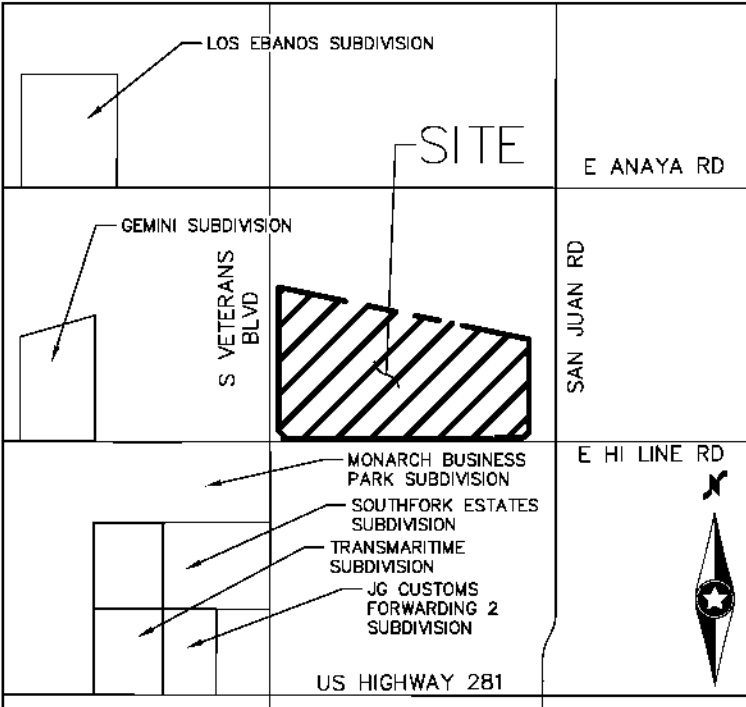 LOS EBANOS SUBDIVISION
SITE
E ANAYA RD
GEMINI SUBDIVISION
S VETERANS
BLVD
SAN JUAN RD
E HI LINE RD
MONARCH BUSINESS
PARK SUBDIVISION
N
SOUTHFORK ESTATES
SUBDIVISION
TRANSMARITIME
SUBDIVISION
JG CUSTOMS
FORWARDING 2
SUBDIVISION
US HIGHWAY 281